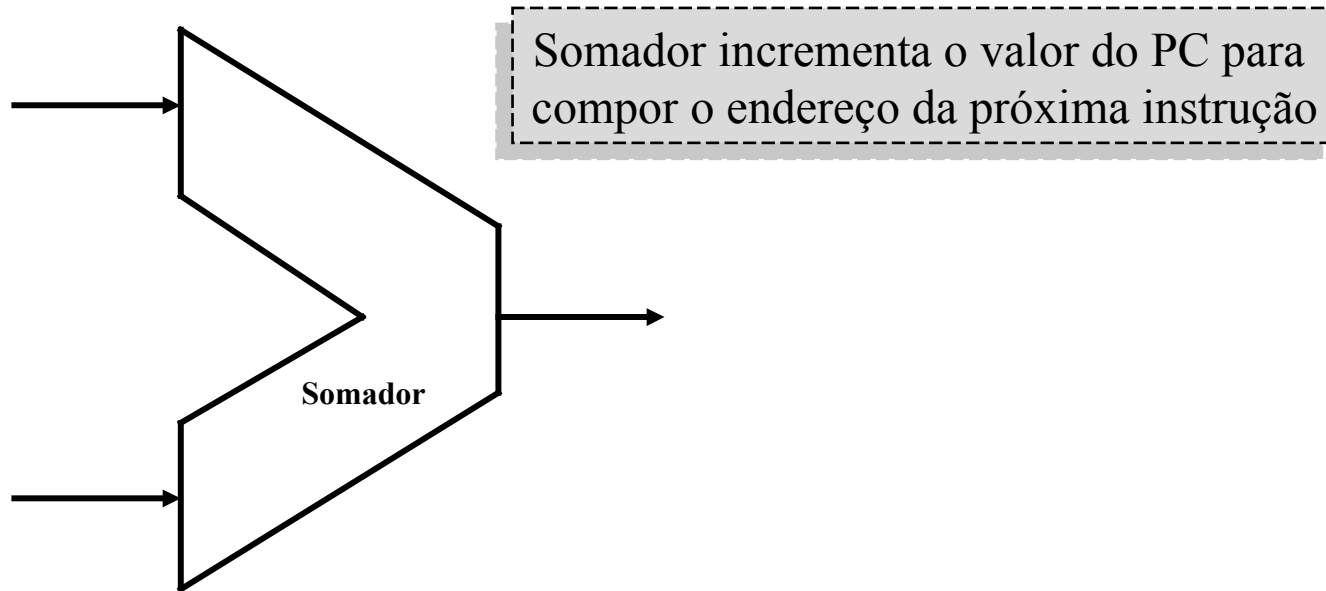 Somador incrementa o valor do PC para
compor o endereço da próxima instrução
Somador